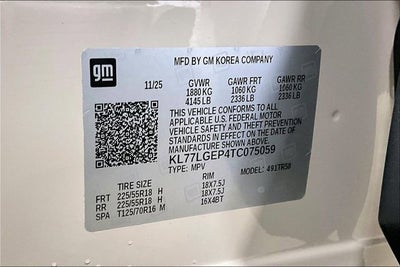 gm
MFD BY GM KOREA COMPANY
11/25 GVWR GAWR FRT GAWR RR
1880 KG 1060 KG 1060 KG
4145 LB 2336 LB 2336 LB
THIS VEHICLE CONFORMS TO ALL
APPLICABLE U.S. FEDERAL MOTOR
VEHICLE SAFETY AND THEFT PREVENTION
STANDARDS IN EFFECT ON THE DATE OF
MANUFACTURE SHOWN ABOVE.
KL77LGEP4TC075059
TYPE: MPV MODEL: 491TR58
TIRE SIZE RIM
FRT 225/55R18 H 18X7.5J
RR 225/55R18 H 18X7.5J
SPA T125/70R16 M 16X4BT